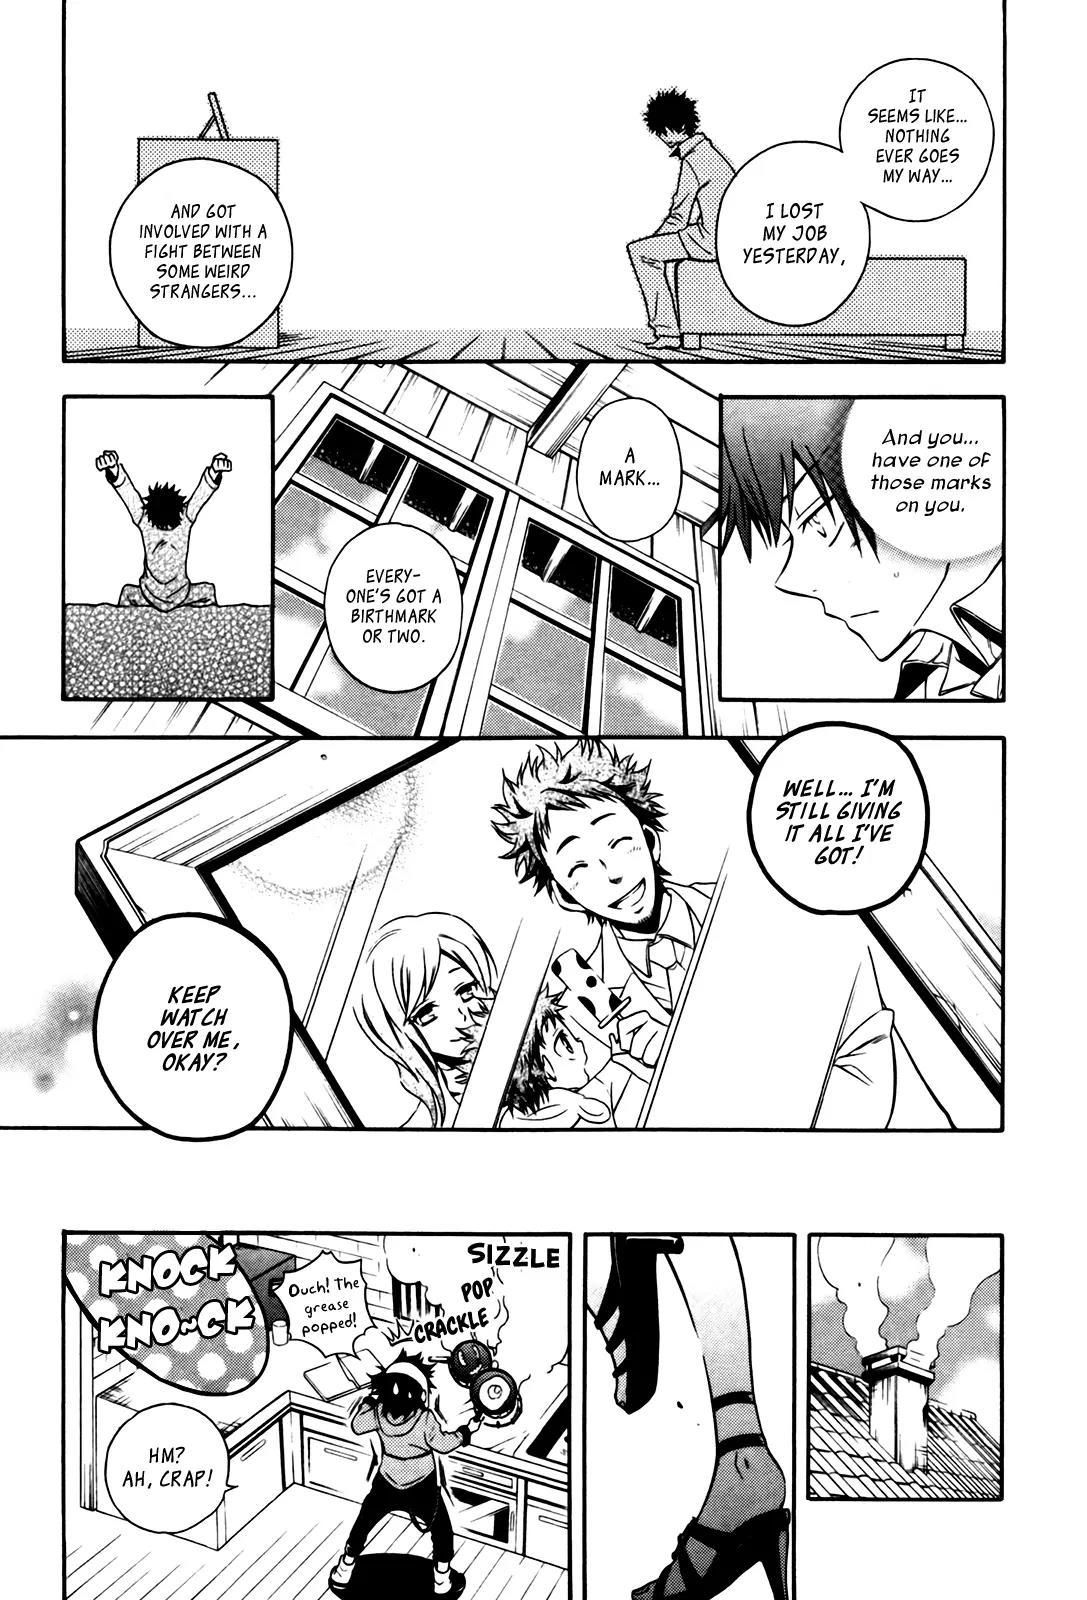 IT
SEEMS LIKE...
NOTHING
EVER GOES
MY WAY...
I LOST
MY JOB
YESTERDAY,
AND GOT
INVOLVED WITH A
FIGHT BETWEEN
SOME WEIRD
STRANGERS...
And you...
have one of
those marks
on you.
A
MARK...
EVERY-
ONE'S GOT A
BIRTHMARK
OR TWO.
WELL... I'M
STILL GIVING
IT ALL I'VE
GOT!
KEEP
WATCH
OVER ME,
OKAY?
SIZZLE
POP
CRACKLE
Ouch! The
grease
popped!
KNOCK
KNO~CK
HM?
AH, CRAP!